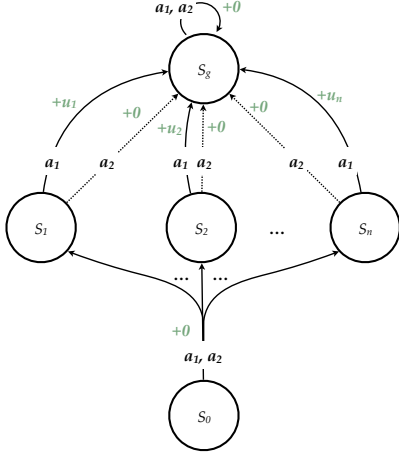 a1, a2
+0
Sg
+u1
+0
+u2
+0
+0
+un
a1
a2
a1
a2
a2
a1
S1
S2
...
Sn
...
...
+0
a1, a2
S0